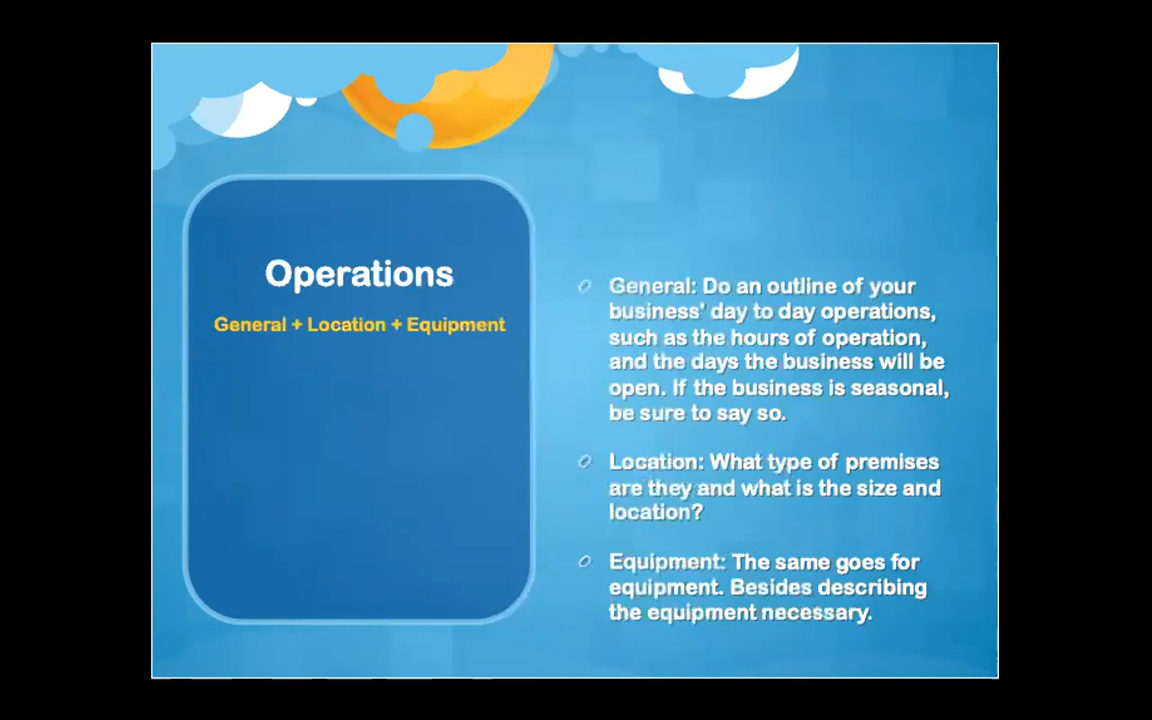 Operations
General + Location + Equipment
General: Do an outline of your
business' day to day operations,
such as the hours of operation,
and the days the business will be
open. If the business is seasonal,
be sure to say so.
Location: What type of premises
are they and what is the size and
location?
Equipment: The same goes for
equipment. Besides describing
the equipment necessary.